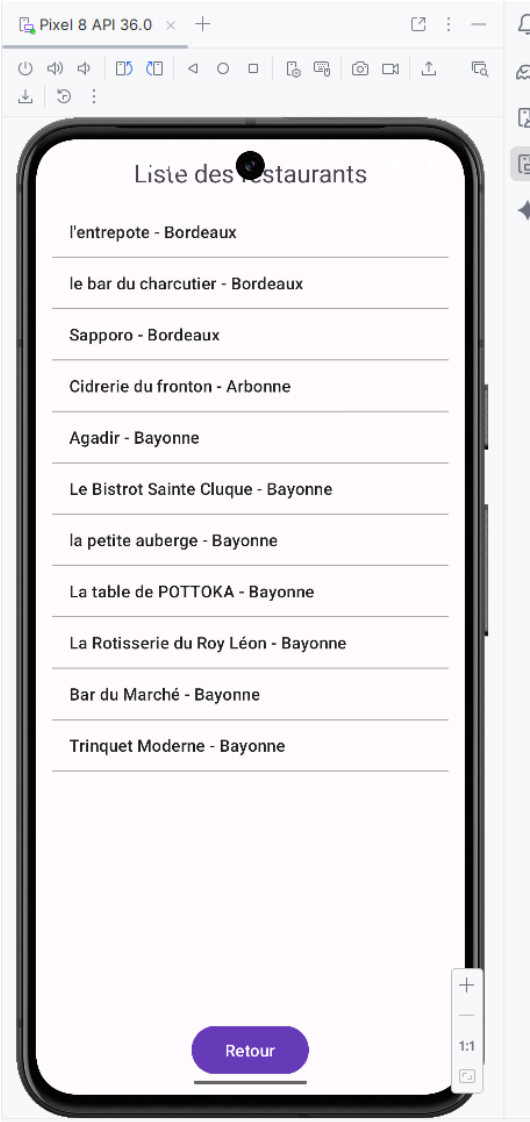 Pixel 8 API 36.0
Liste des restaurants
l'entrepote - Bordeaux
le bar du charcutier - Bordeaux
Sapporo - Bordeaux
Cidrerie du fronton - Arbonne
Agadir - Bayonne
Le Bistrot Sainte Cluque - Bayonne
la petite auberge - Bayonne
La table de POTTOKA - Bayonne
La Rotisserie du Roy Léon - Bayonne
Bar du Marché - Bayonne
Trinquet Moderne - Bayonne
1:1
Retour